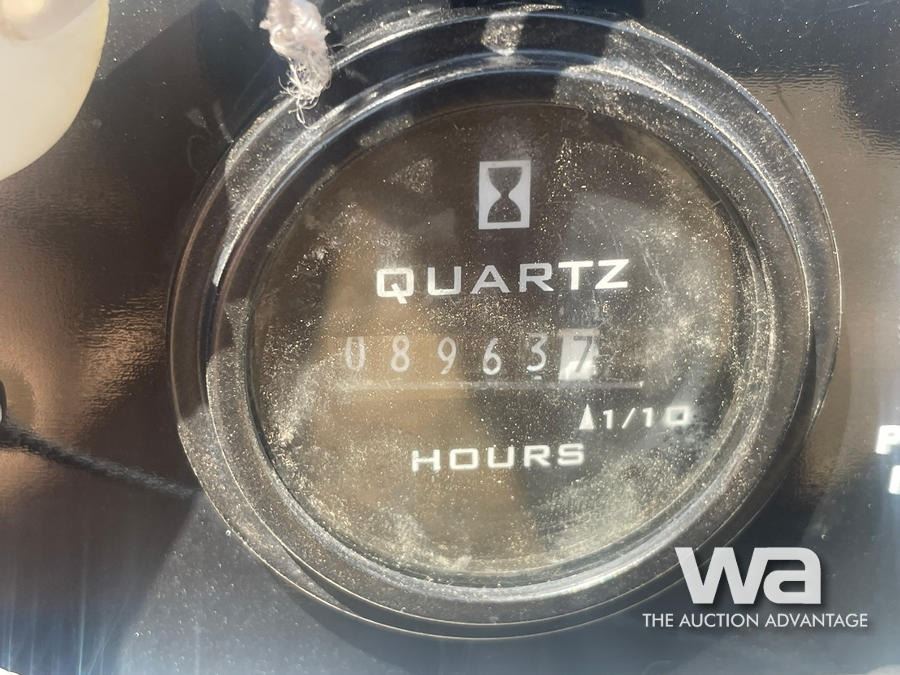 QUARTZ
089637
1/10
HOURS
P
wa
THE AUCTION ADVANTAGE